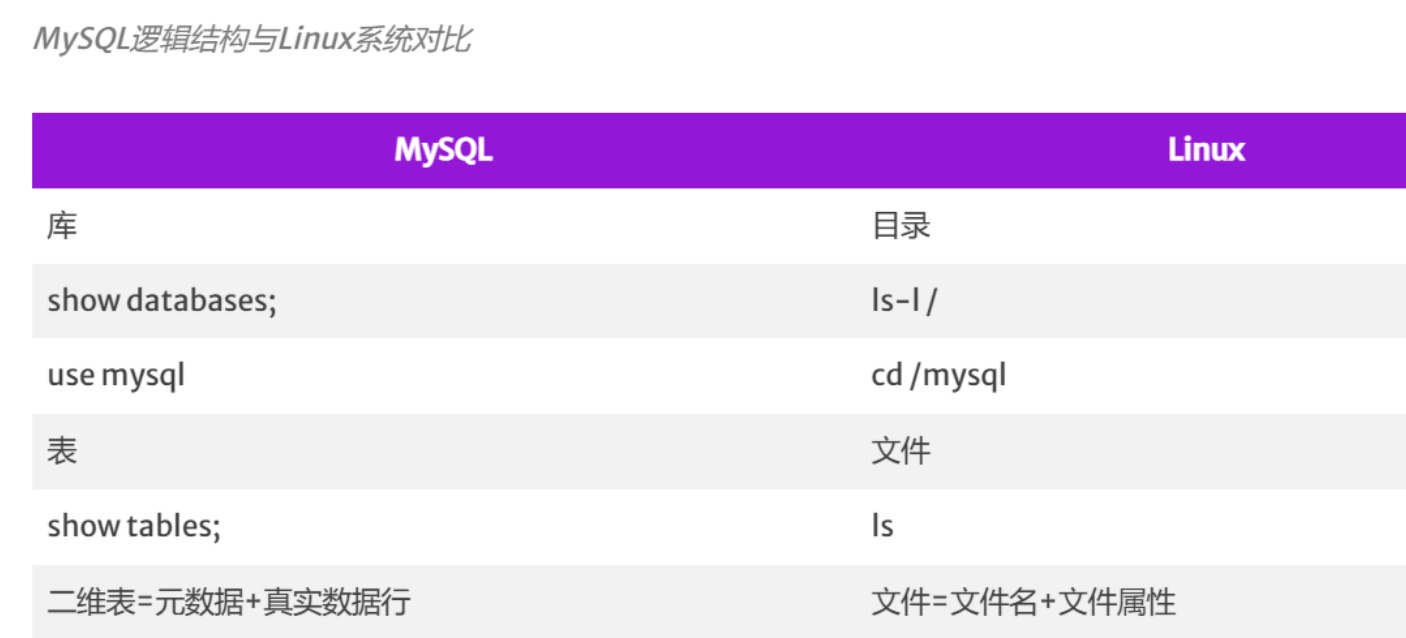 MySQL逻辑结构与Linux系统对比
MySQL Linux
库 目录
show databases; ls-l /
use mysql cd /mysql
表 文件
show tables; ls
二维表=元数据+真实数据行 文件=文件名+文件属性